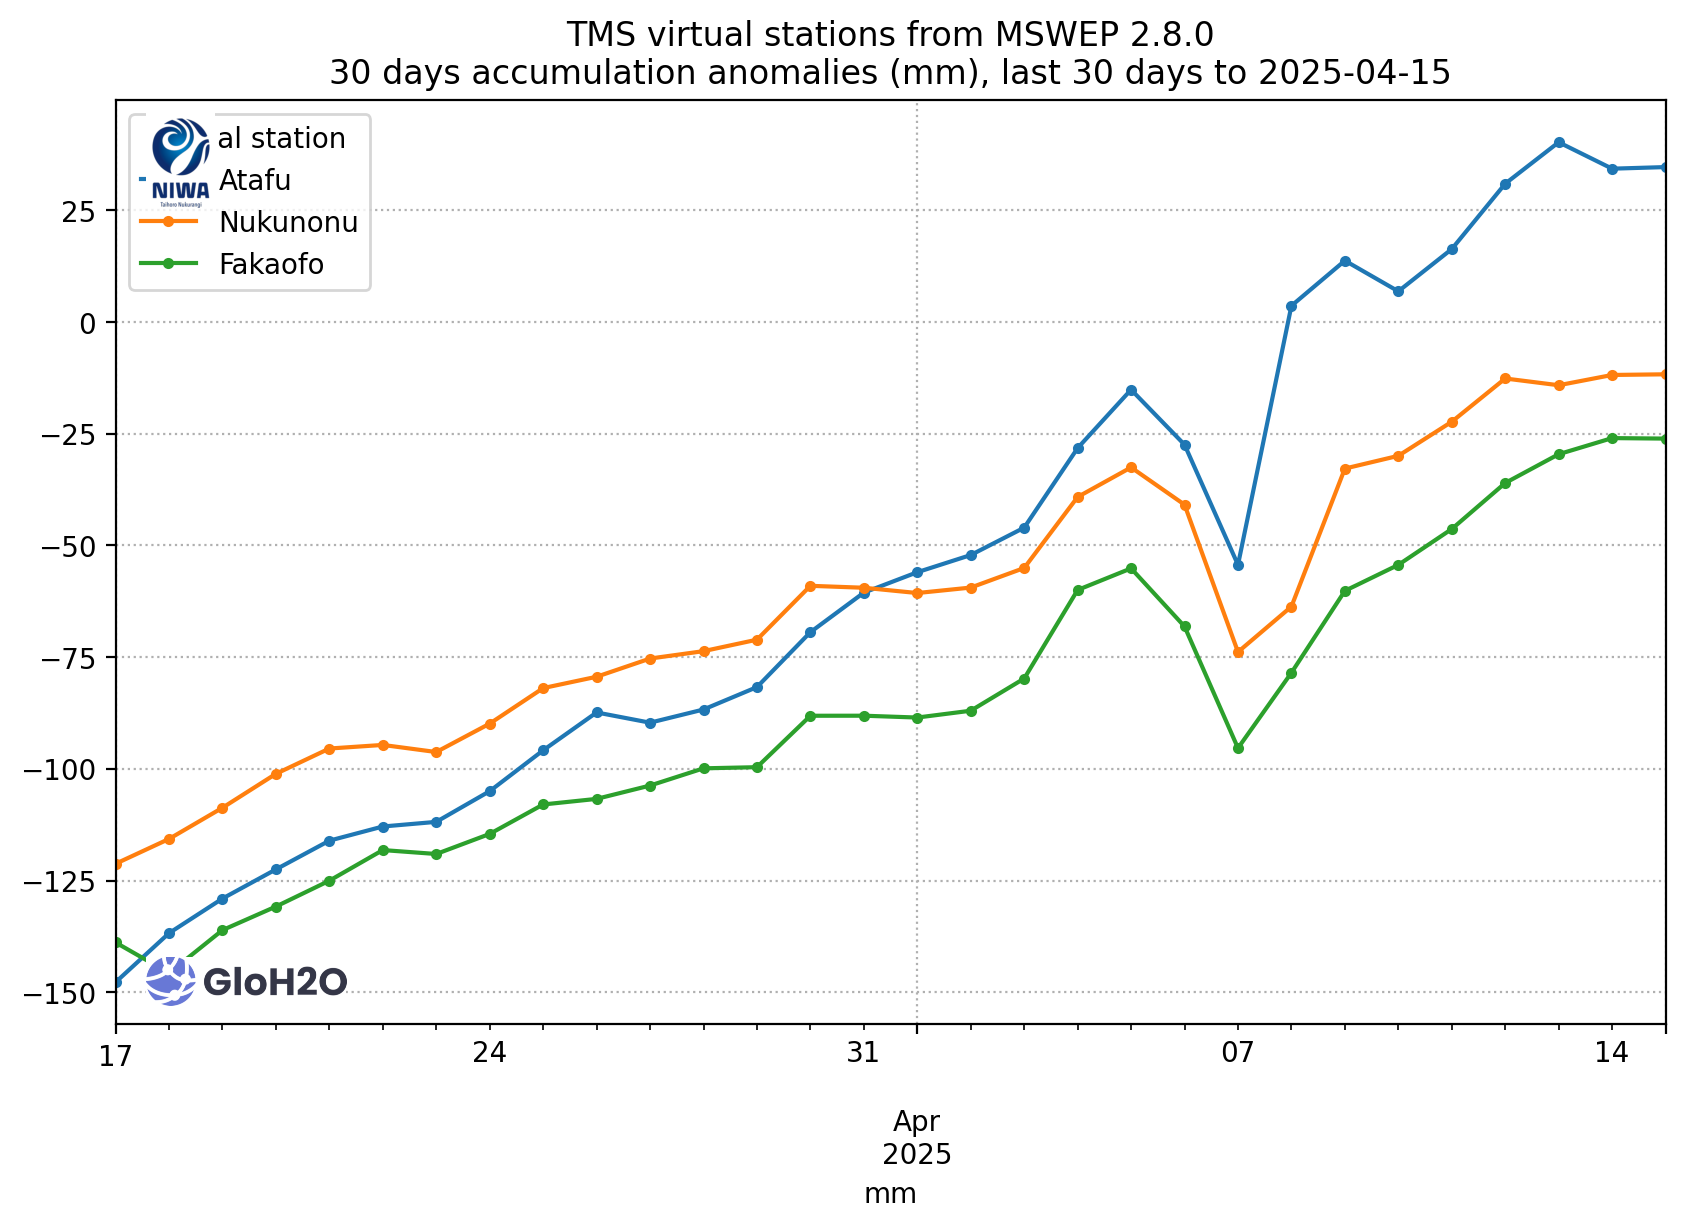 TMS virtual stations from MSWEP 2.8.0
30 days accumulation anomalies (mm), last 30 days to 2025-04-15
al station
Atafu
Nukunonu
Fakaofo
NIWA
Taihoro Nukurangi
25
0
−25
−50
−75
−100
−125
−150
GloH2O
17
24
31
07
14
Apr
2025
mm